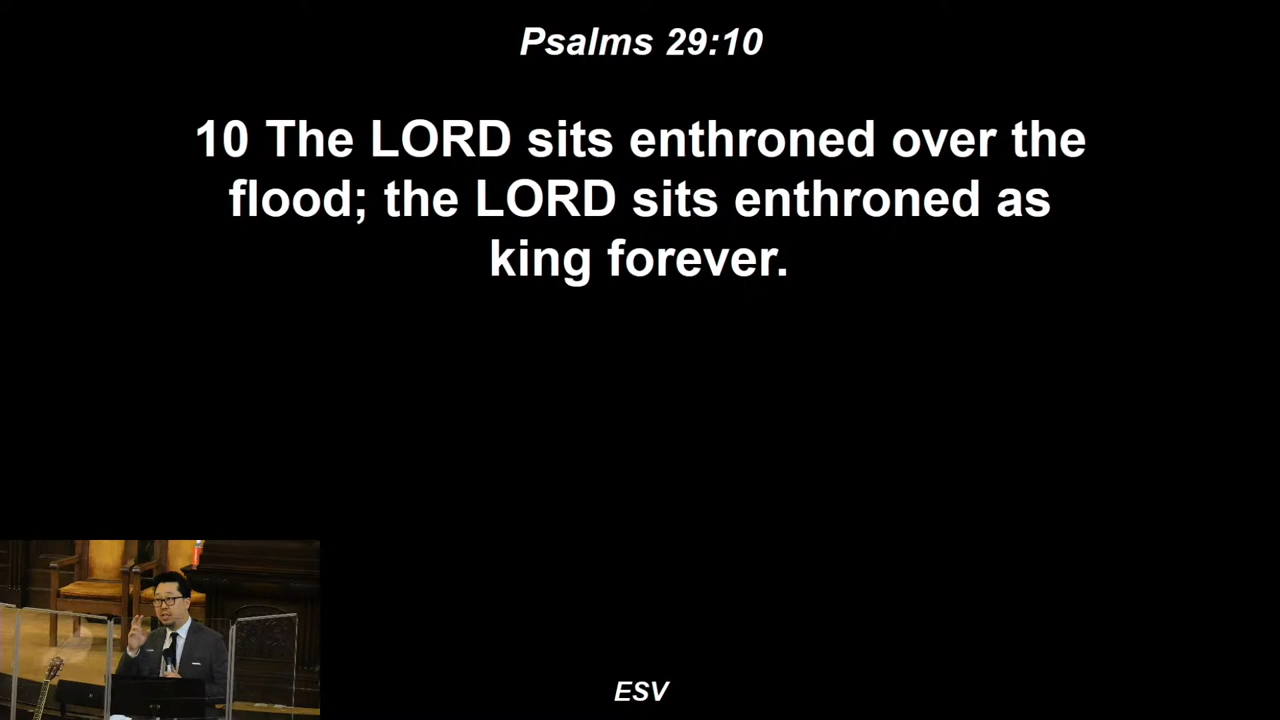 Psalms 29:10
10 The LORD sits enthroned over the
flood; the LORD sits enthroned as
king forever.
ESV